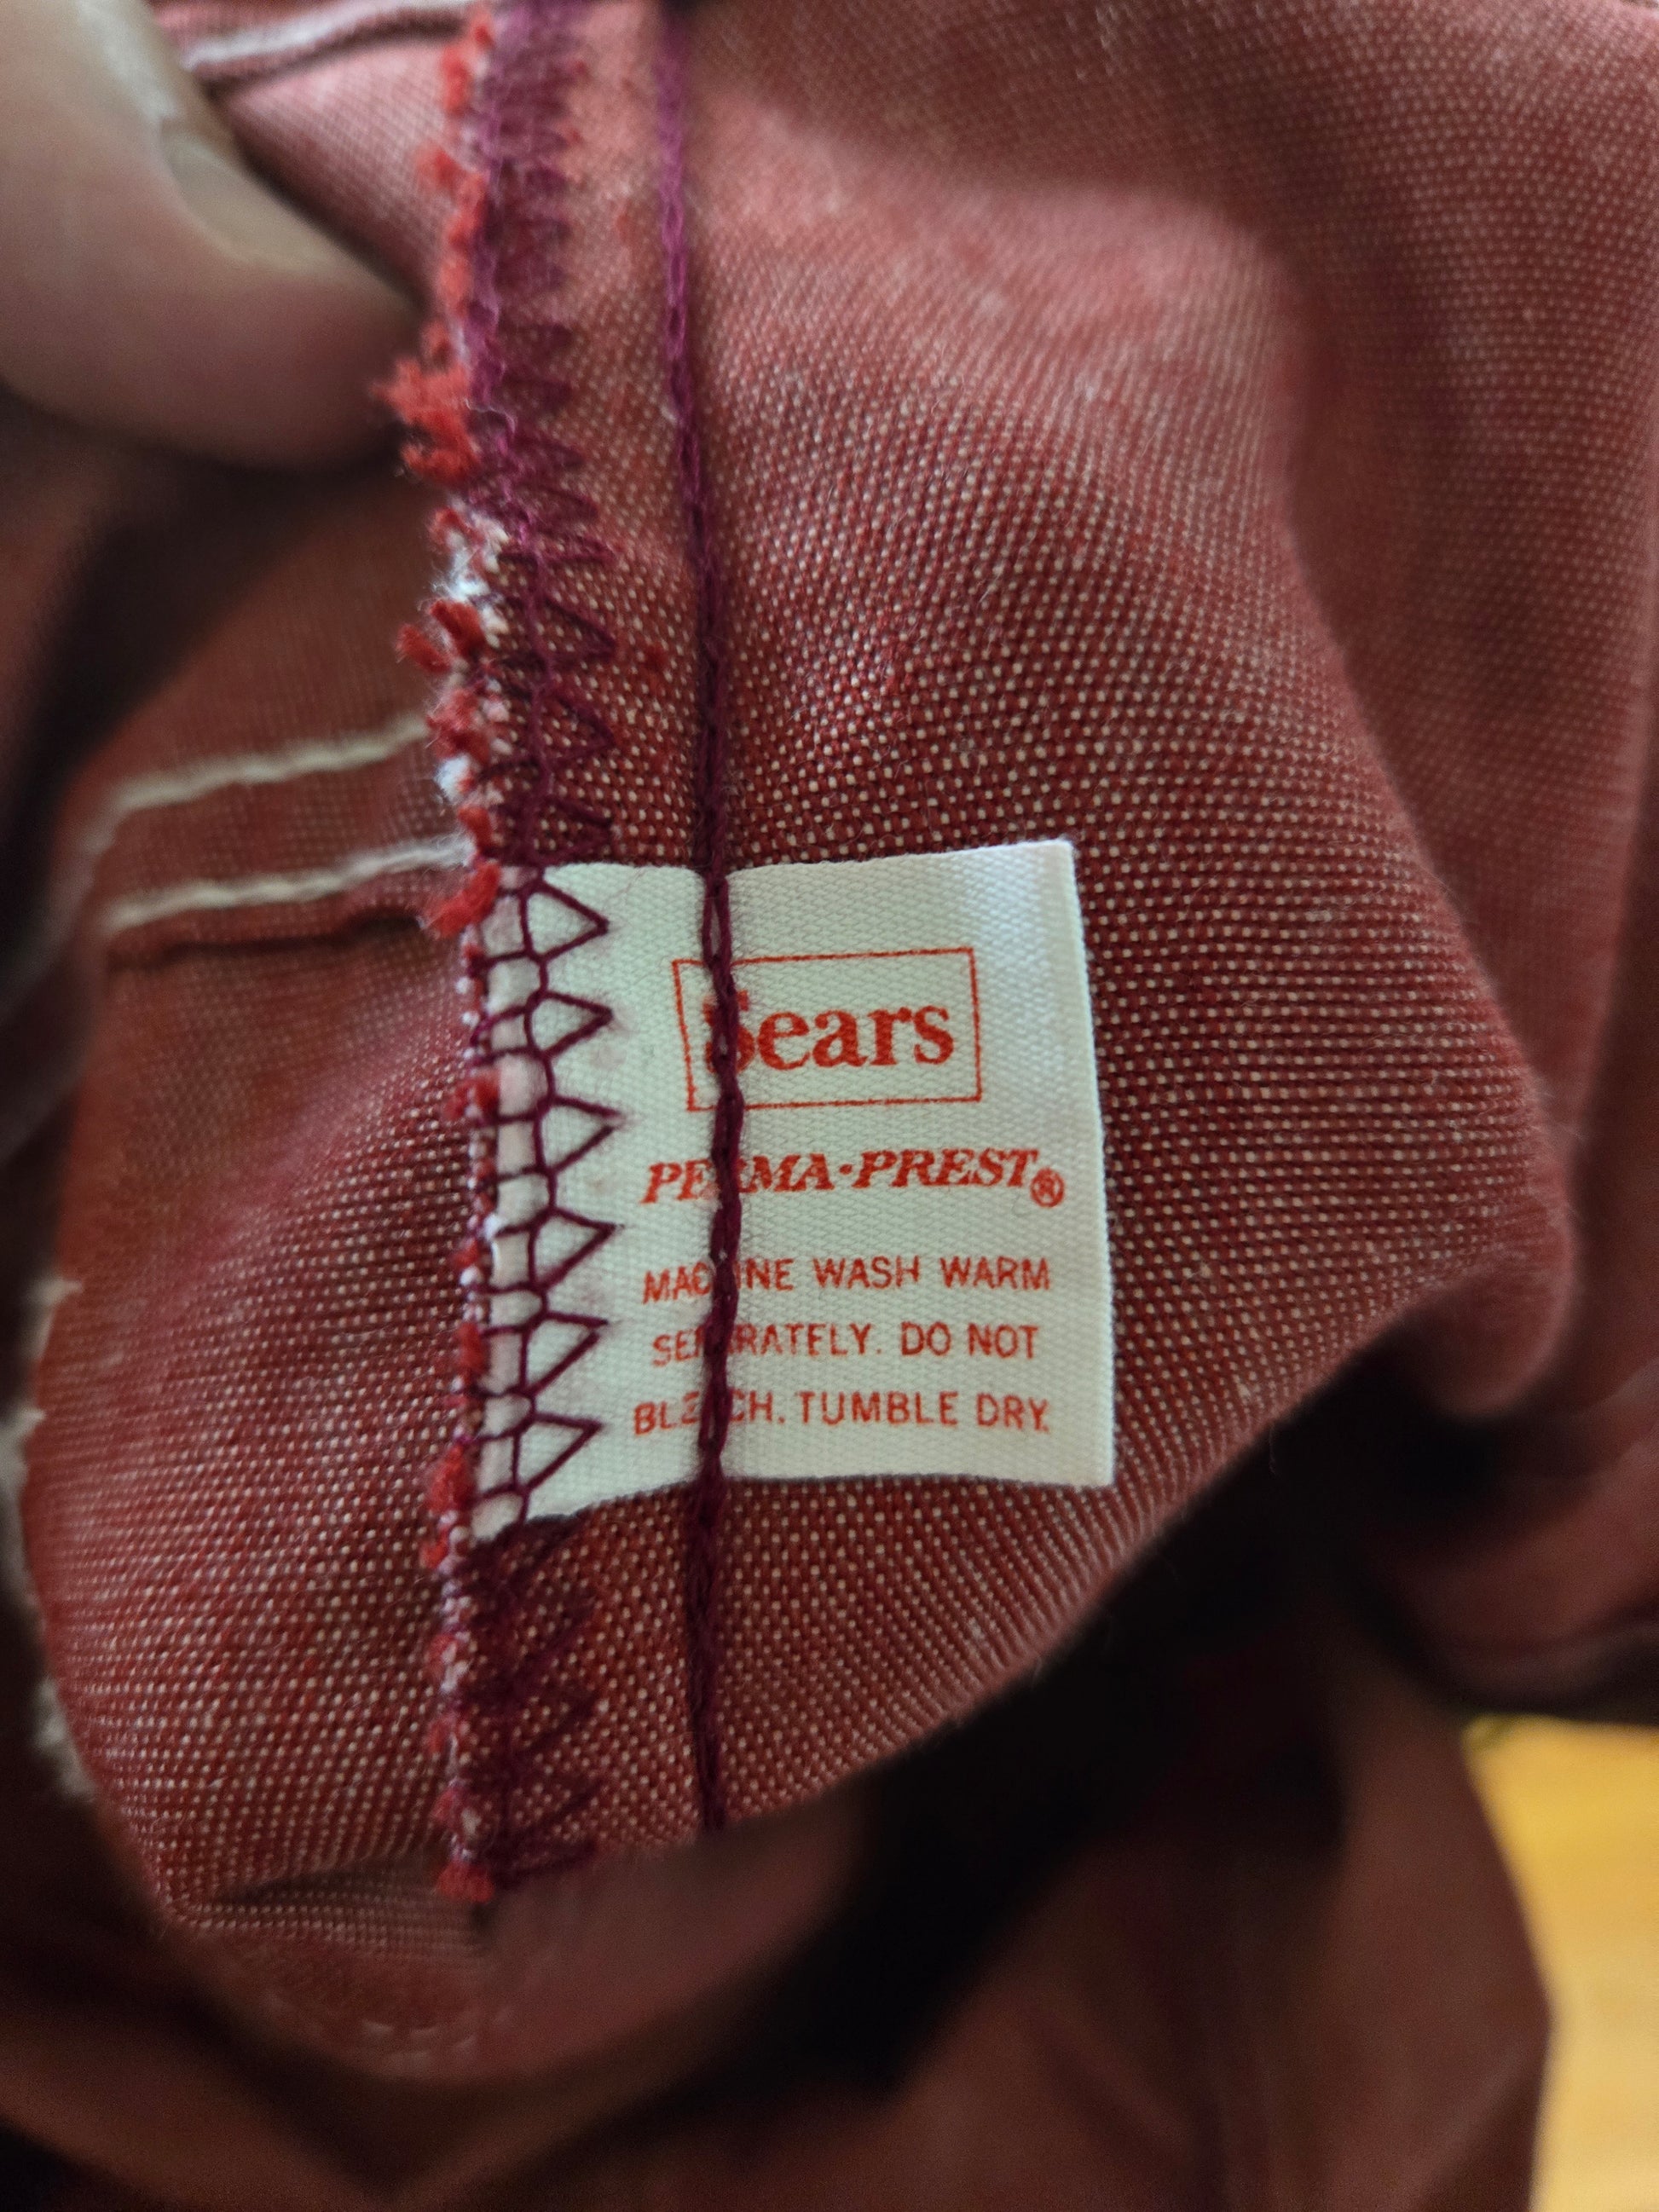 Sears
PERMA·PREST®
MACHINE WASH WARM
SEPARATELY. DO NOT
BLEACH. TUMBLE DRY.